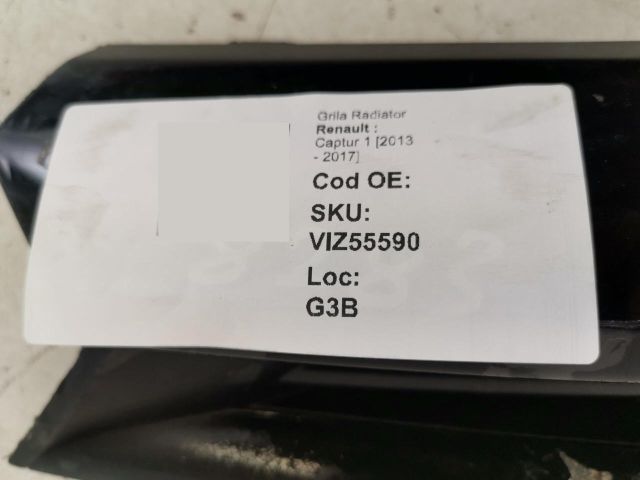 Grila Radiator
Renault :
Captur 1 [2013
- 2017]
Cod OE:
SKU:
VIZ55590
Loc:
G3B